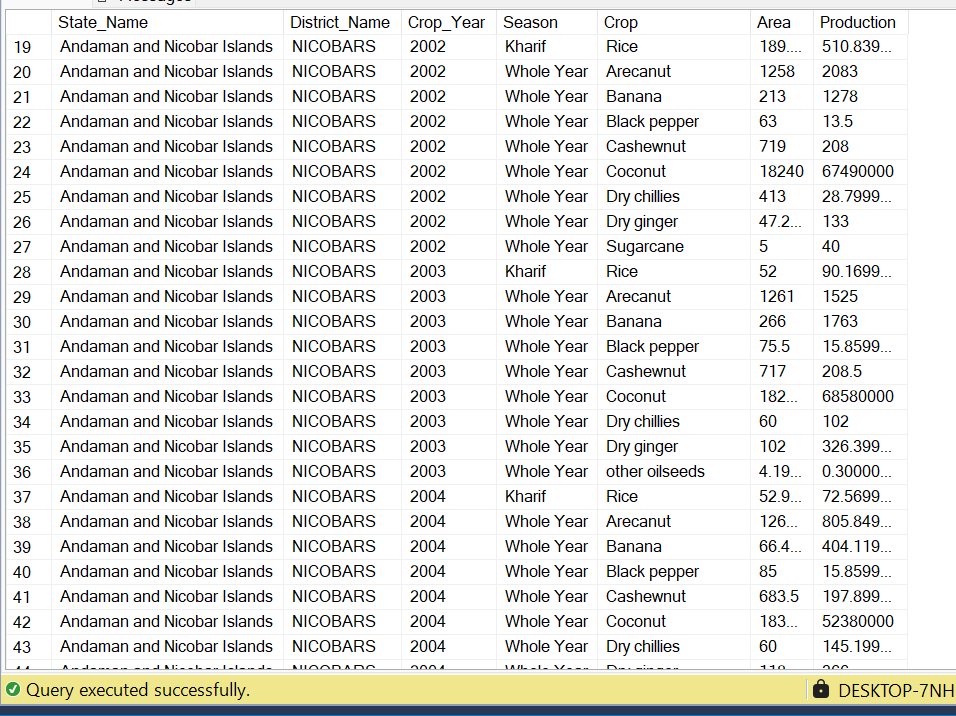 State_Name District_Name Crop_Year Season Crop Area Production
19 Andaman and Nicobar Islands NICOBARS 2002 Kharif Rice 189.... 510.839...
20 Andaman and Nicobar Islands NICOBARS 2002 Whole Year Arecanut 1258 2083
21 Andaman and Nicobar Islands NICOBARS 2002 Whole Year Banana 213 1278
22 Andaman and Nicobar Islands NICOBARS 2002 Whole Year Black pepper 63 13.5
23 Andaman and Nicobar Islands NICOBARS 2002 Whole Year Cashewnut 719 208
24 Andaman and Nicobar Islands NICOBARS 2002 Whole Year Coconut 18240 67490000
25 Andaman and Nicobar Islands NICOBARS 2002 Whole Year Dry chillies 413 28.7999...
26 Andaman and Nicobar Islands NICOBARS 2002 Whole Year Dry ginger 47.2... 133
27 Andaman and Nicobar Islands NICOBARS 2002 Whole Year Sugarcane 5 40
28 Andaman and Nicobar Islands NICOBARS 2003 Kharif Rice 52 90.1699...
29 Andaman and Nicobar Islands NICOBARS 2003 Whole Year Arecanut 1261 1525
30 Andaman and Nicobar Islands NICOBARS 2003 Whole Year Banana 266 1763
31 Andaman and Nicobar Islands NICOBARS 2003 Whole Year Black pepper 75.5 15.8599...
32 Andaman and Nicobar Islands NICOBARS 2003 Whole Year Cashewnut 717 208.5
33 Andaman and Nicobar Islands NICOBARS 2003 Whole Year Coconut 182... 68580000
34 Andaman and Nicobar Islands NICOBARS 2003 Whole Year Dry chillies 60 102
35 Andaman and Nicobar Islands NICOBARS 2003 Whole Year Dry ginger 102 326.399...
36 Andaman and Nicobar Islands NICOBARS 2003 Whole Year other oilseeds 4.19... 0.30000...
37 Andaman and Nicobar Islands NICOBARS 2004 Kharif Rice 52.9... 72.5699...
38 Andaman and Nicobar Islands NICOBARS 2004 Whole Year Arecanut 126... 805.849...
39 Andaman and Nicobar Islands NICOBARS 2004 Whole Year Banana 66.4... 404.119...
40 Andaman and Nicobar Islands NICOBARS 2004 Whole Year Black pepper 85 15.8599...
41 Andaman and Nicobar Islands NICOBARS 2004 Whole Year Cashewnut 683.5 197.899...
42 Andaman and Nicobar Islands NICOBARS 2004 Whole Year Coconut 183... 52380000
43 Andaman and Nicobar Islands NICOBARS 2004 Whole Year Dry chillies 60 145.199...
Query executed successfully. DESKTOP-7NH